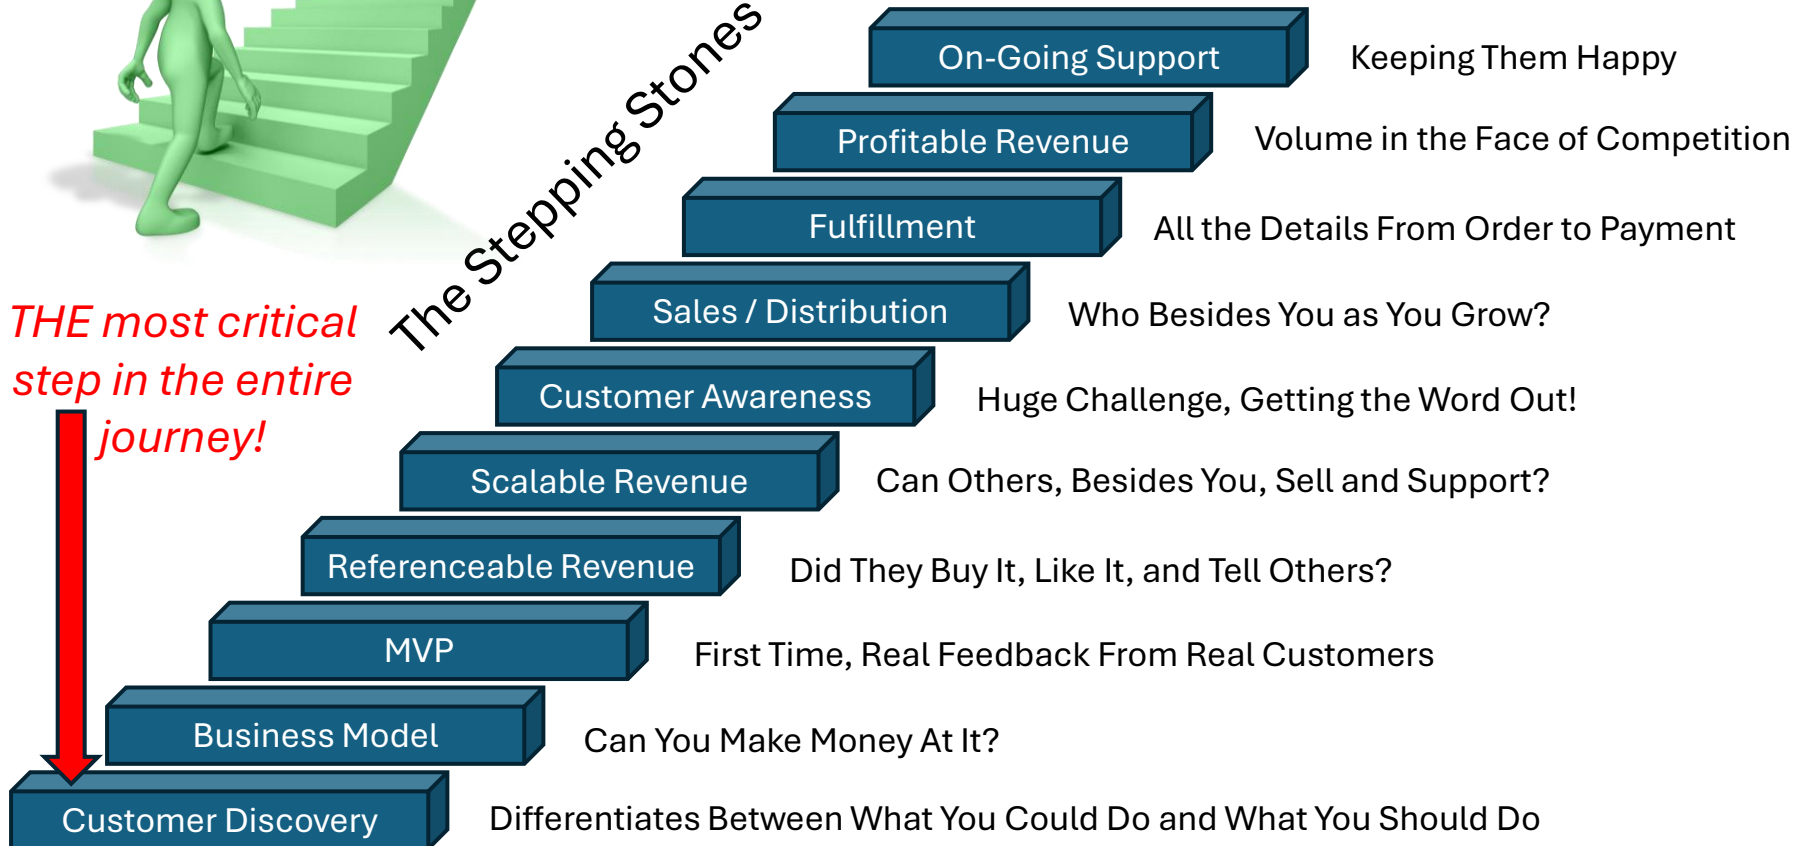 The Stepping Stones
On-Going Support
Keeping Them Happy
Profitable Revenue
Volume in the Face of Competition
Fulfillment
All the Details From Order to Payment
Sales / Distribution
Who Besides You as You Grow?
THE most critical
step in the entire
journey!
Customer Awareness
Huge Challenge, Getting the Word Out!
Scalable Revenue
Can Others, Besides You, Sell and Support?
Referenceable Revenue
Did They Buy It, Like It, and Tell Others?
MVP
First Time, Real Feedback From Real Customers
Business Model
Can You Make Money At It?
Customer Discovery
Differentiates Between What You Could Do and What You Should Do